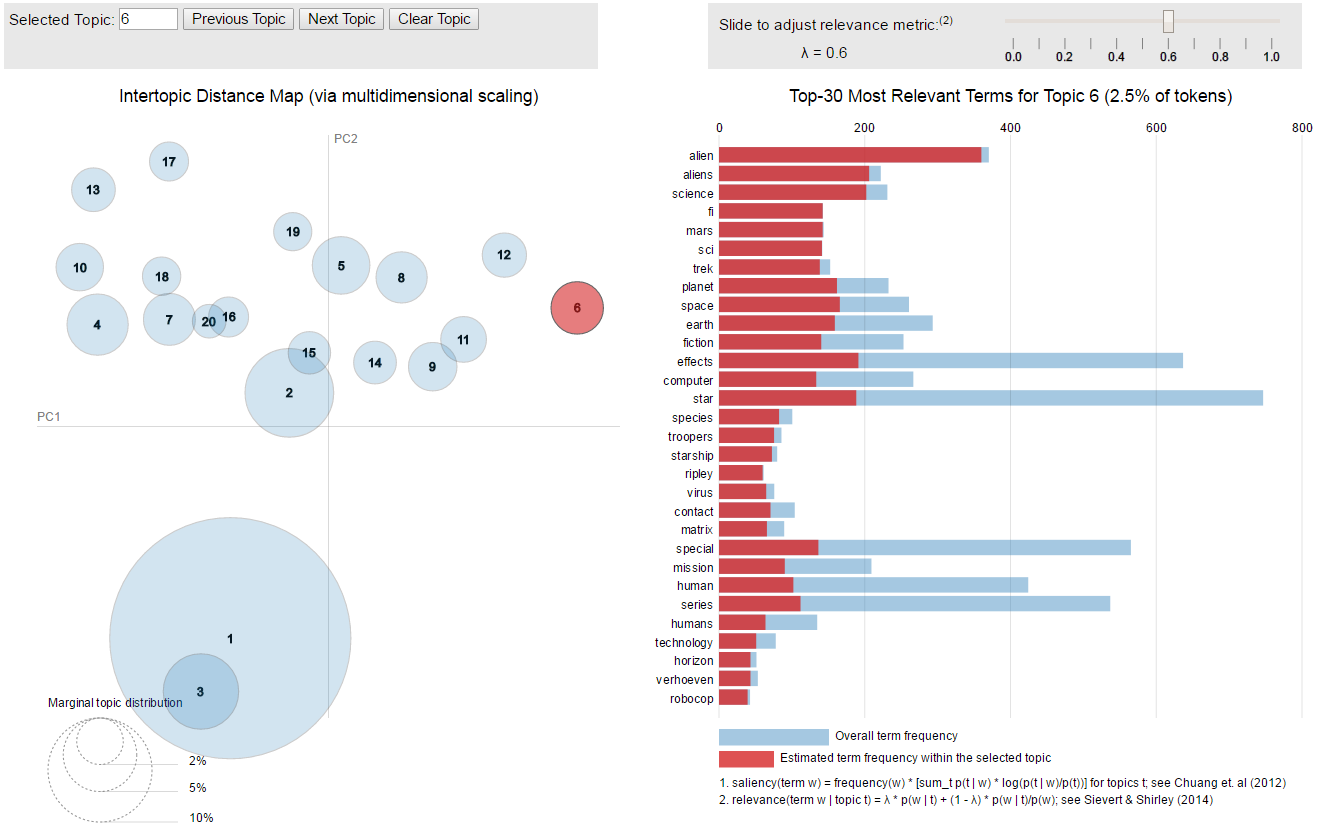 Selected Topic: 6 Previous Topic Next Topic Clear Topic
Slide to adjust relevance metric:(2)
λ = 0.6
0.0 0.2 0.4 0.6 0.8 1.0
Intertopic Distance Map (via multidimensional scaling)
PC2
17
13
19
5
12
10
18
8
6
4
7
20
16
11
15
14
9
2
PC1
1
3
Marginal topic distribution
2%
5%
10%
Top-30 Most Relevant Terms for Topic 6 (2.5% of tokens)
0 200 400 600 800
alien
aliens
science
fi
mars
sci
trek
planet
space
earth
fiction
effects
computer
star
species
troopers
starship
ripley
virus
contact
matrix
special
mission
human
series
humans
technology
horizon
verhoeven
robocop
Overall term frequency
Estimated term frequency within the selected topic
1. saliency(term w) = frequency(w) * [sum_t p(t | w) * log(p(t | w)/p(t))] for topics t; see Chuang et. al (2012)
2. relevance(term w | topic t) = λ * p(w | t) + (1 - λ) * p(w | t)/p(w); see Sievert & Shirley (2014)